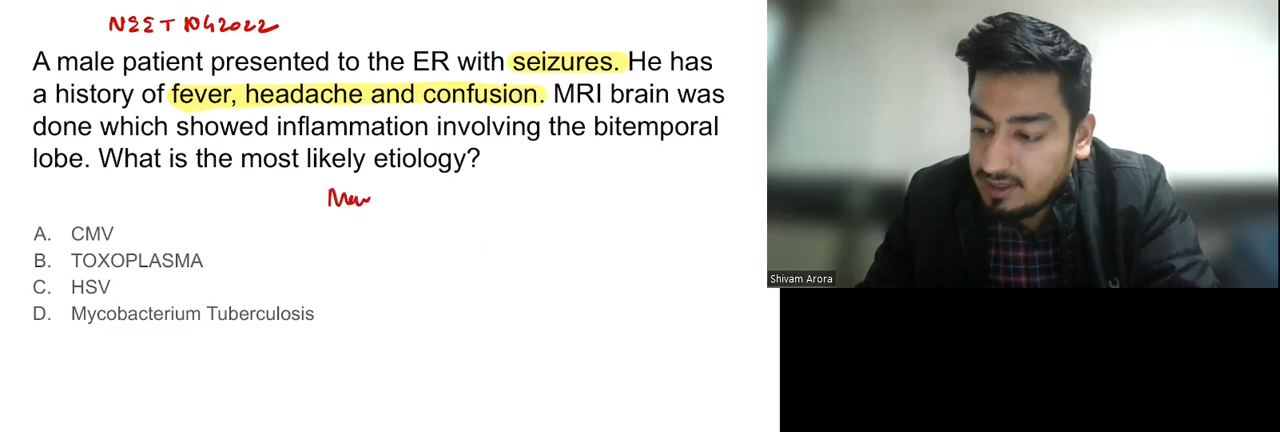 NEET 2022
A male patient presented to the ER with seizures. He has
a history of fever, headache and confusion. MRI brain was
done which showed inflammation involving the bitemporal
lobe. What is the most likely etiology?
A. CMV
B. TOXOPLASMA
C. HSV
D. Mycobacterium Tuberculosis
Shivam Arora